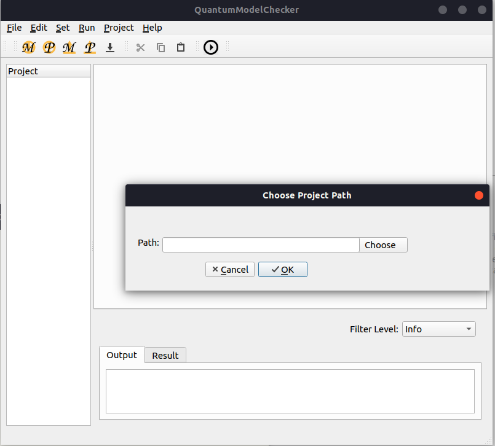 QuantumModelChecker
File Edit Set Run Project Help
M P M P
Project
Choose Project Path
Path: Choose
Cancel OK
Filter Level: Info
Output Result